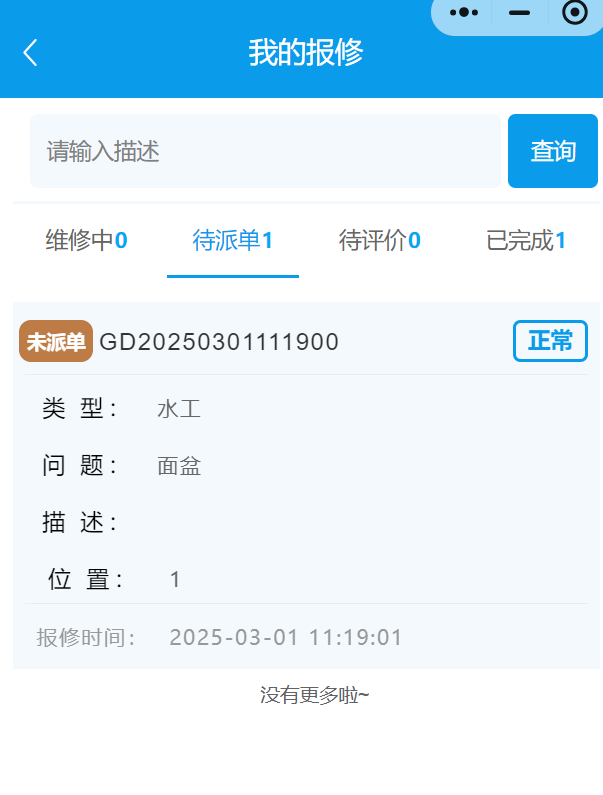 我的报修
请输入描述 查询
维修中0 待派单1 待评价0 已完成1
未派单 GD20250301111900 正常
类 型： 水工
问 题： 面盆
描 述：
位 置： 1
报修时间： 2025-03-01 11:19:01
没有更多啦~